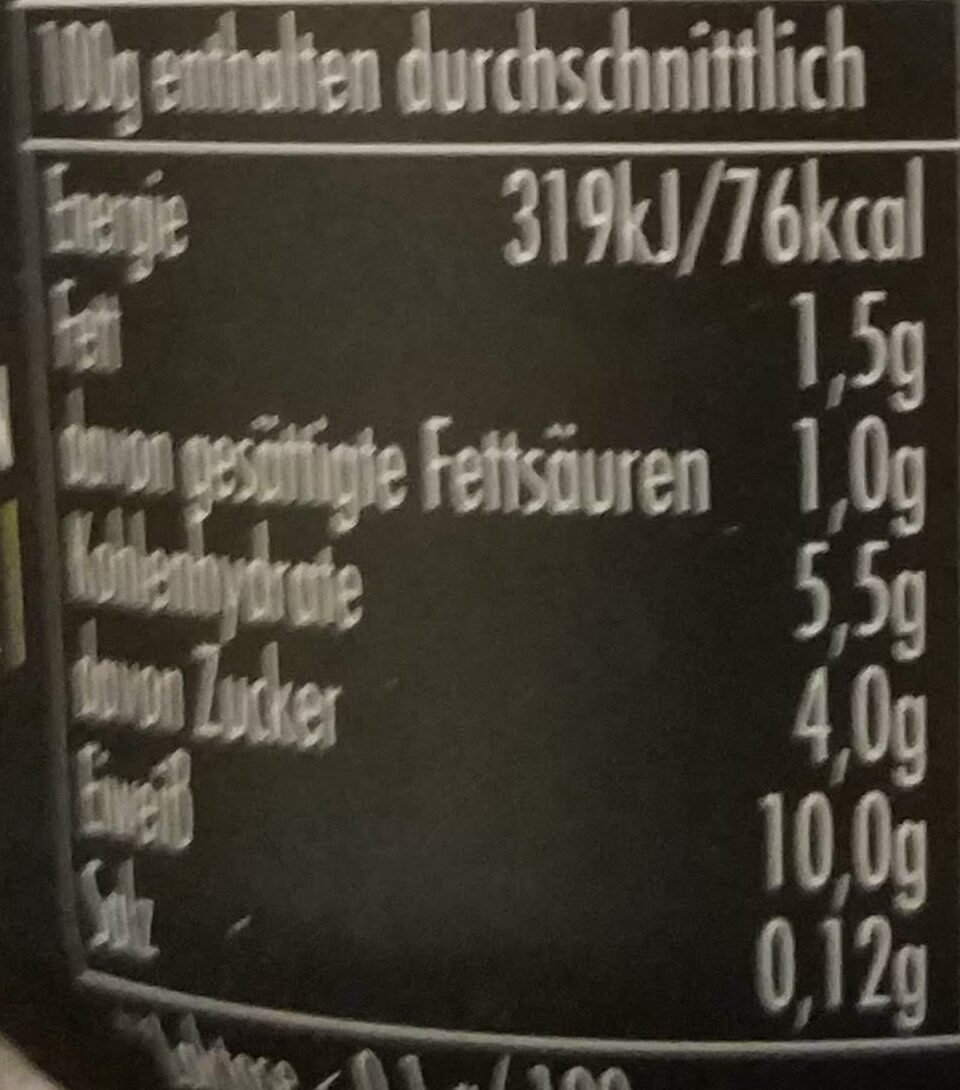 100g enthalten durchschnittlich
Energie 319kJ/76kcal
Fett 1,5g
davon gesättigte Fettsäuren 1,0g
Kohlenhydrate 5,5g
davon Zucker 4,0g
Eiweiß 10,0g
Salz 0,12g